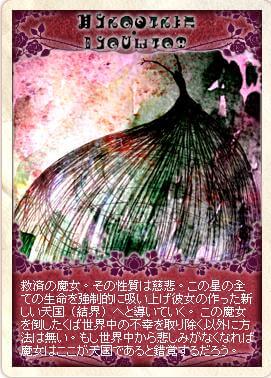 救済の魔女。その性質は慈悲。この星の全
ての生命を強制的に吸い上げ彼女の作った新
しい天国(結界)へと導いていく。この魔女
を倒したくば世界中の不幸を取り除く以外に方
法は無い。もし世界中から悲しみがなくなれば
魔女はここが天国であると錯覚するだろう。